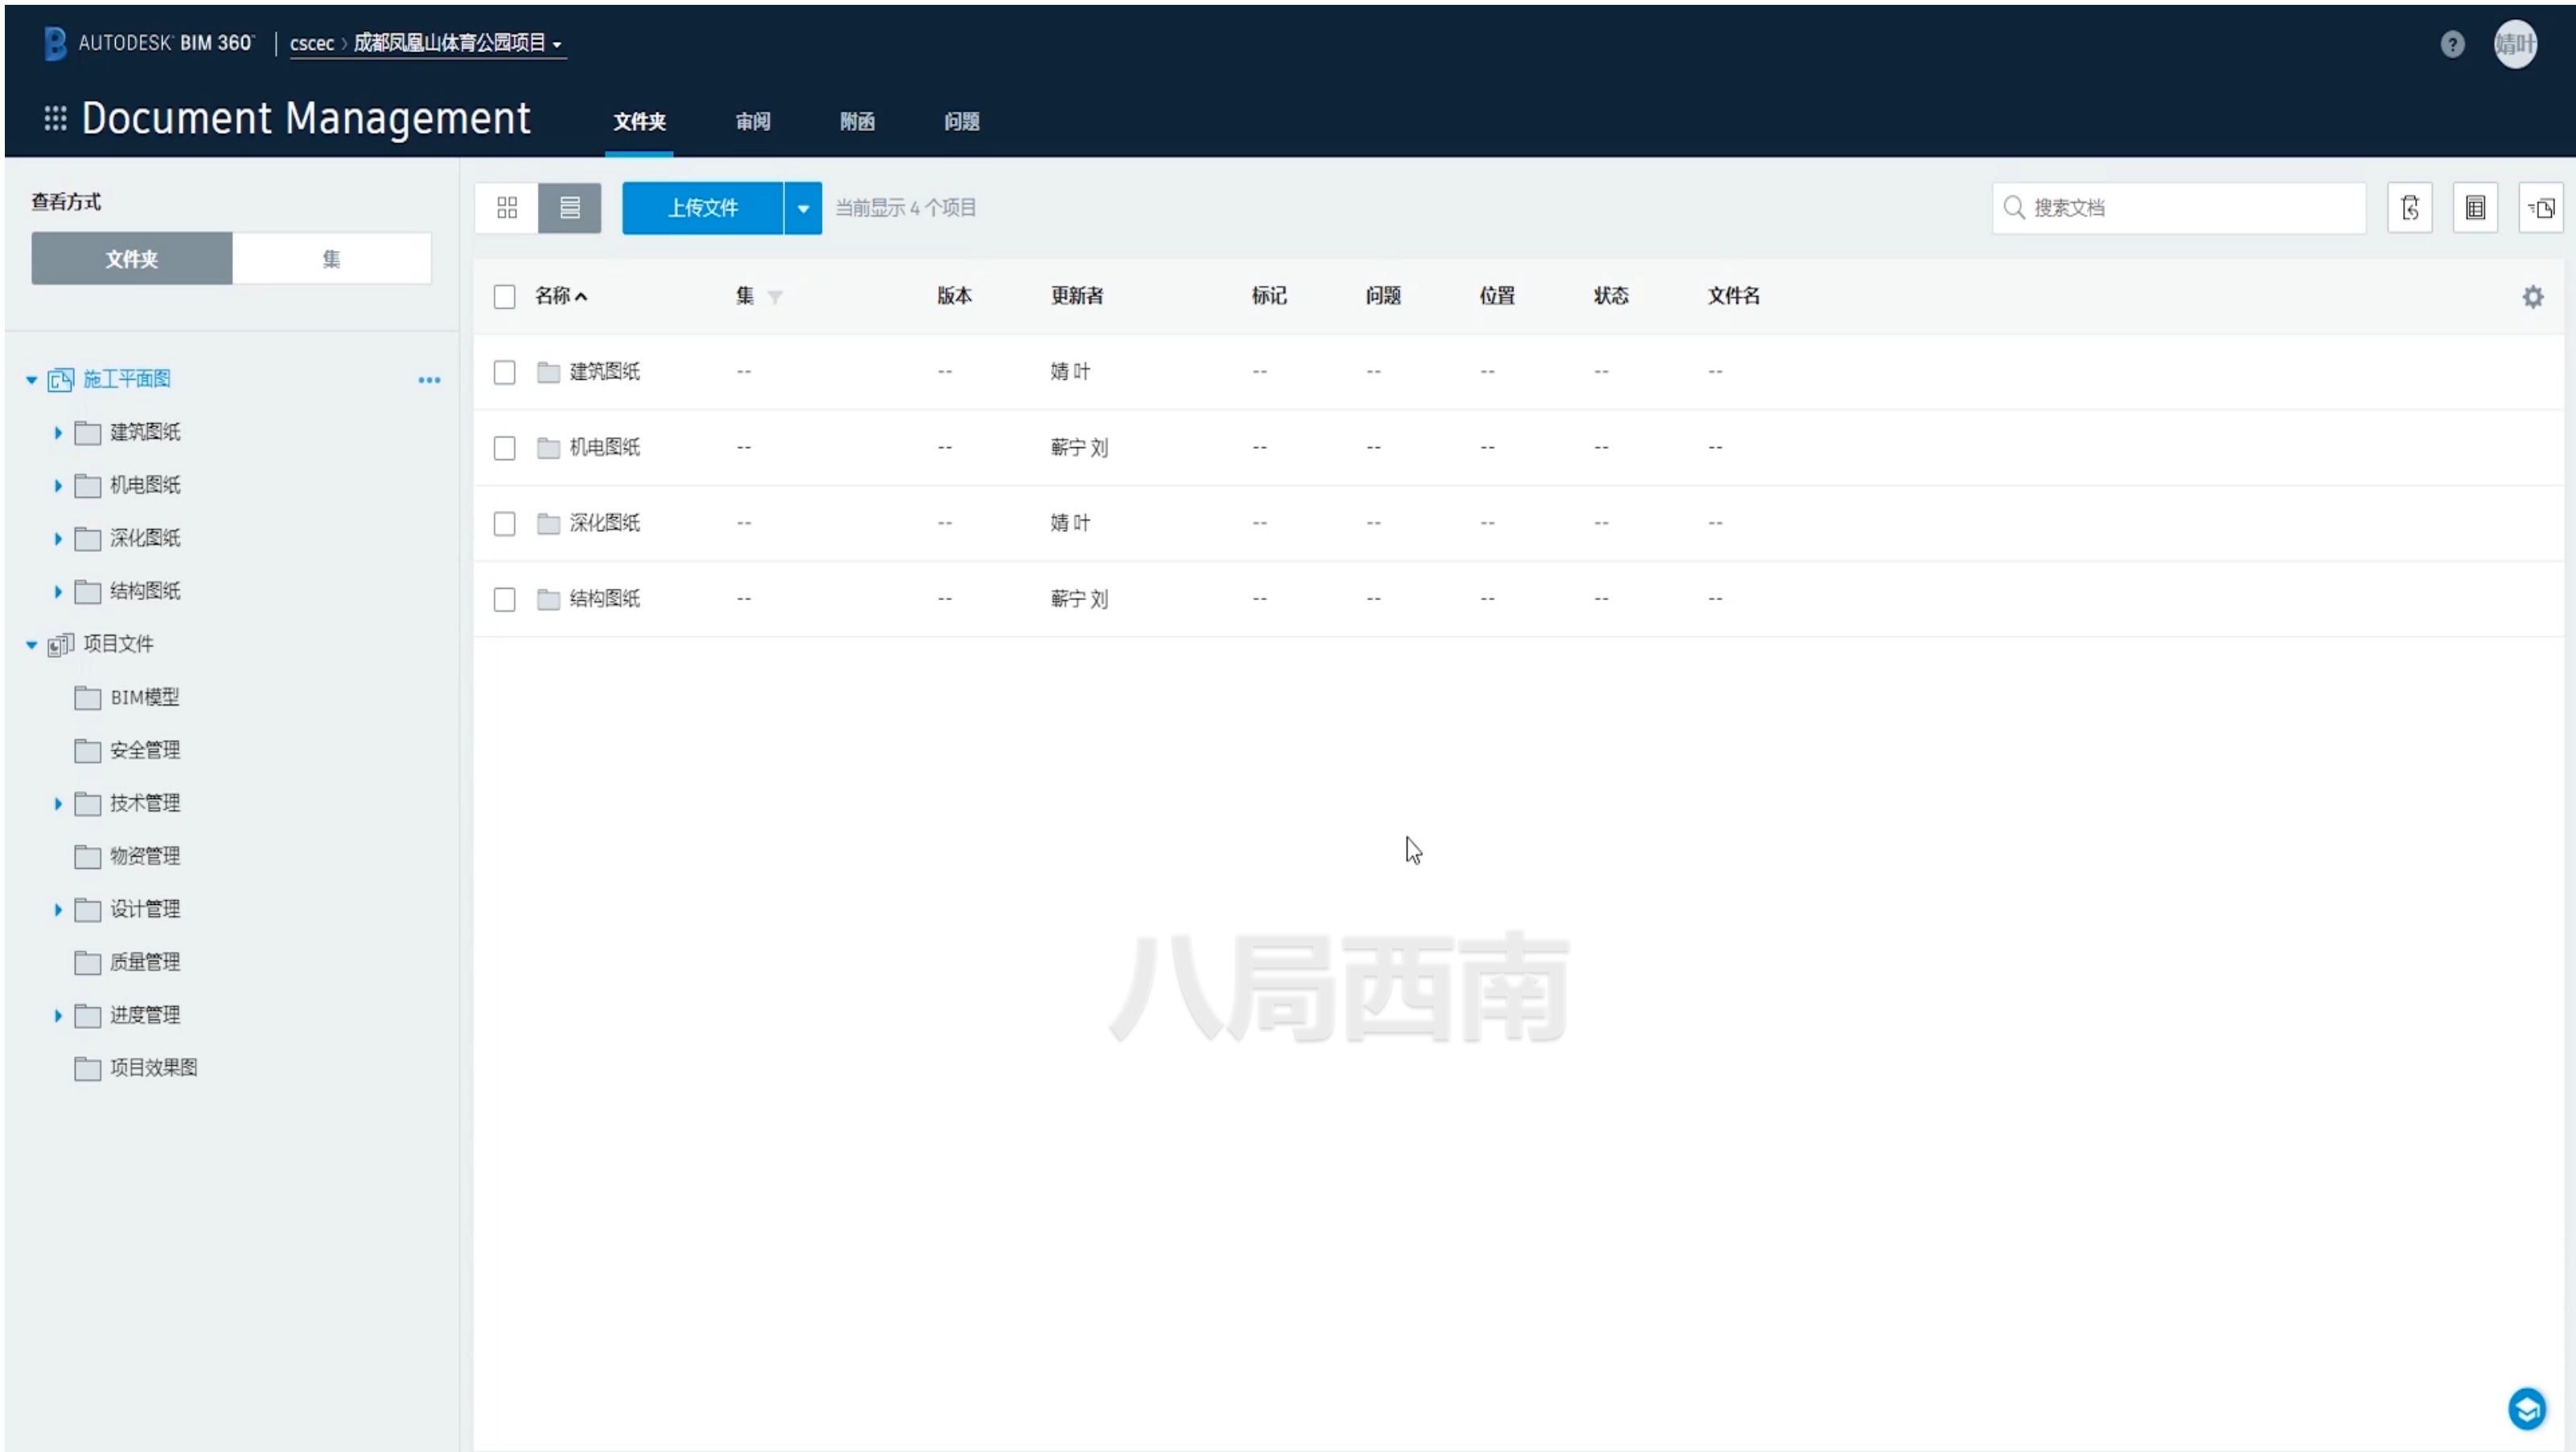 AUTODESK® BIM 360™ cscec › 成都凤凰山体育公园项目
? 婧叶
Document Management 文件夹 审阅 附函 问题
查看方式
文件夹 集
施工平面图
建筑图纸
机电图纸
深化图纸
结构图纸
项目文件
BIM模型
安全管理
技术管理
物资管理
设计管理
质量管理
进度管理
项目效果图
上传文件 当前显示 4 个项目 搜索文档
名称 集 版本 更新者 标记 问题 位置 状态 文件名
建筑图纸 -- -- 婧 叶 -- -- -- -- --
机电图纸 -- -- 蕲宁 刘 -- -- -- -- --
深化图纸 -- -- 婧 叶 -- -- -- -- --
结构图纸 -- -- 蕲宁 刘 -- -- -- -- --
八局西南